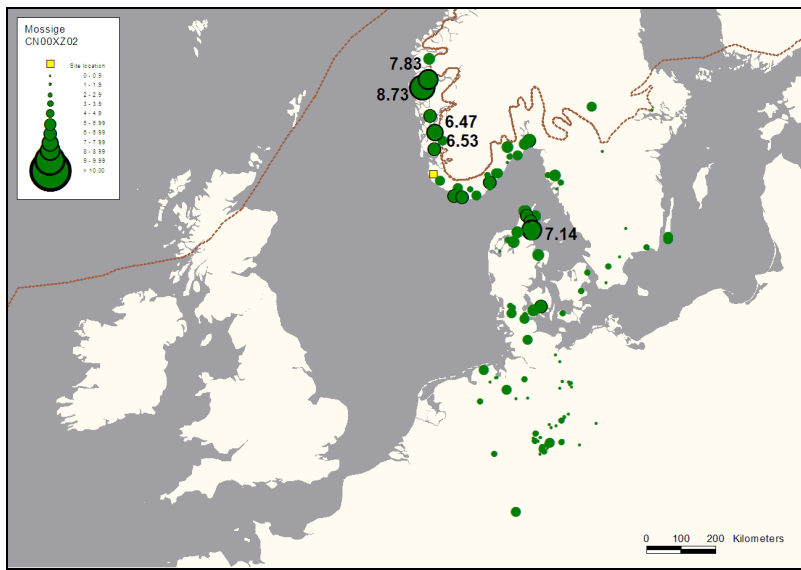 Mossige
CN00XZ02
Site location
0 - 0.9
1 - 1.9
2 - 2.9
3 - 3.9
4 - 4.9
5 - 5.99
6 - 6.99
7 - 7.99
8 - 8.99
9 - 9.99
> 10.00
7.83
8.73
6.47
6.53
7.14
0 100 200 Kilometers